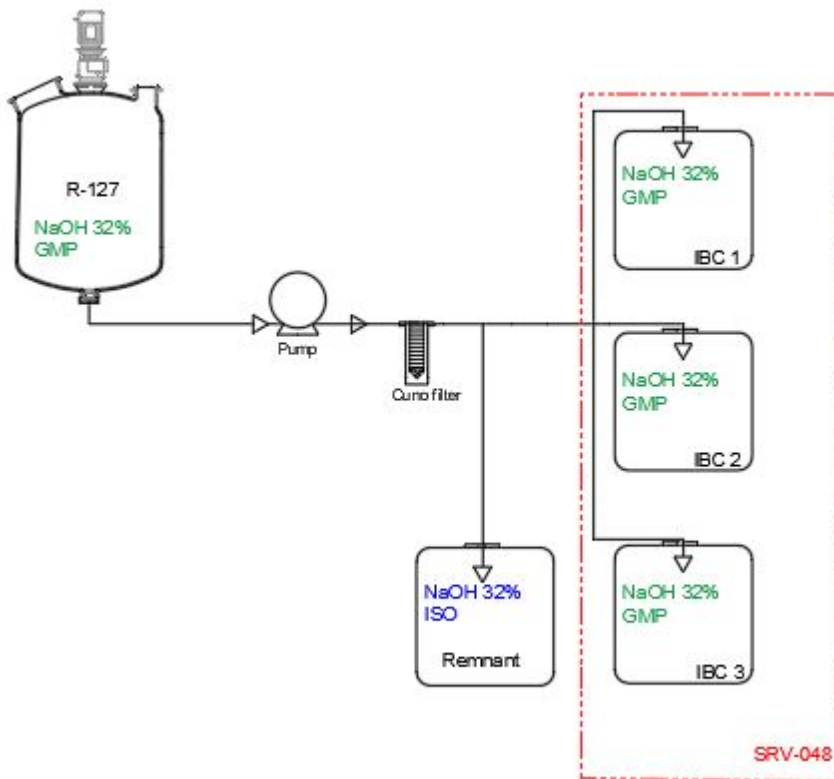 R-127
NaOH 32%
GMP
Pump
Cuno filter
NaOH 32%
GMP
IBC 1
NaOH 32%
GMP
IBC 2
NaOH 32%
ISO
Remnant
NaOH 32%
GMP
IBC 3
SRV-048